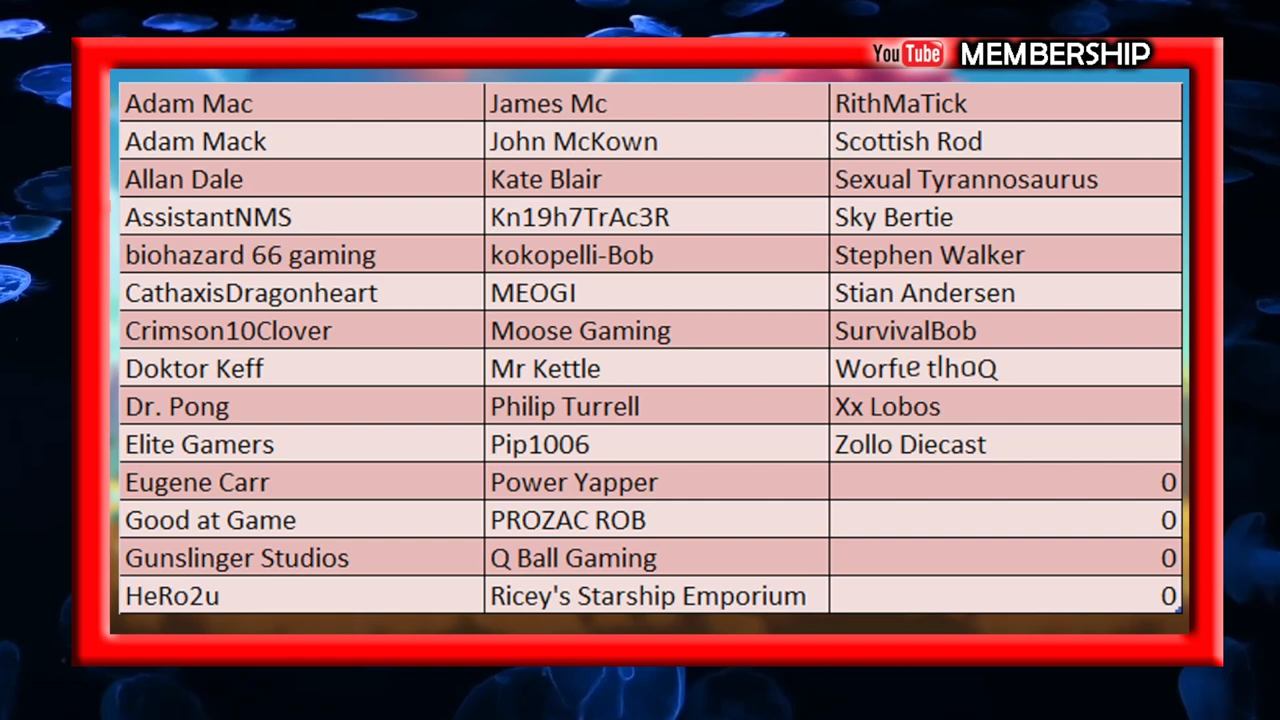 YouTube MEMBERSHIP
Adam Mac James Mc RithMaTick
Adam Mack John McKown Scottish Rod
Allan Dale Kate Blair Sexual Tyrannosaurus
AssistantNMS Kn19h7TrAc3R Sky Bertie
biohazard 66 gaming kokopelli-Bob Stephen Walker
CathaxisDragonheart MEOGI Stian Andersen
Crimson10Clover Moose Gaming SurvivalBob
Doktor Keff Mr Kettle Worfɩҽ tlhօQ
Dr. Pong Philip Turrell Xx Lobos
Elite Gamers Pip1006 Zollo Diecast
Eugene Carr Power Yapper 0
Good at Game PROZAC ROB 0
Gunslinger Studios Q Ball Gaming 0
HeRo2u Ricey's Starship Emporium 0